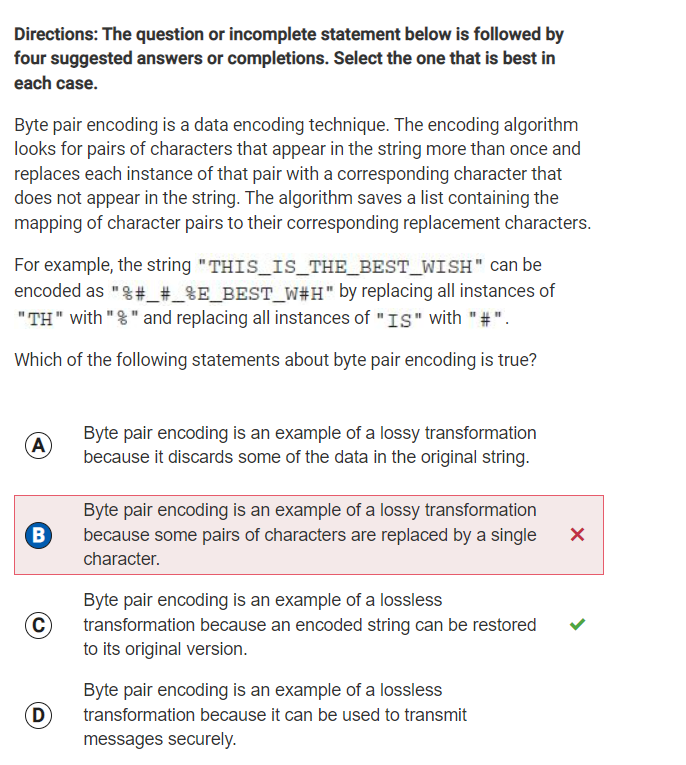 Directions: The question or incomplete statement below is followed by
four suggested answers or completions. Select the one that is best in
each case.
Byte pair encoding is a data encoding technique. The encoding algorithm
looks for pairs of characters that appear in the string more than once and
replaces each instance of that pair with a corresponding character that
does not appear in the string. The algorithm saves a list containing the
mapping of character pairs to their corresponding replacement characters.
For example, the string "THIS_IS_THE_BEST_WISH" can be
encoded as "%#_#_%E_BEST_W#H" by replacing all instances of
"TH" with "%" and replacing all instances of "IS" with "#".
Which of the following statements about byte pair encoding is true?
A Byte pair encoding is an example of a lossy transformation
because it discards some of the data in the original string.
B Byte pair encoding is an example of a lossy transformation
because some pairs of characters are replaced by a single
character.
C Byte pair encoding is an example of a lossless
transformation because an encoded string can be restored
to its original version.
D Byte pair encoding is an example of a lossless
transformation because it can be used to transmit
messages securely.